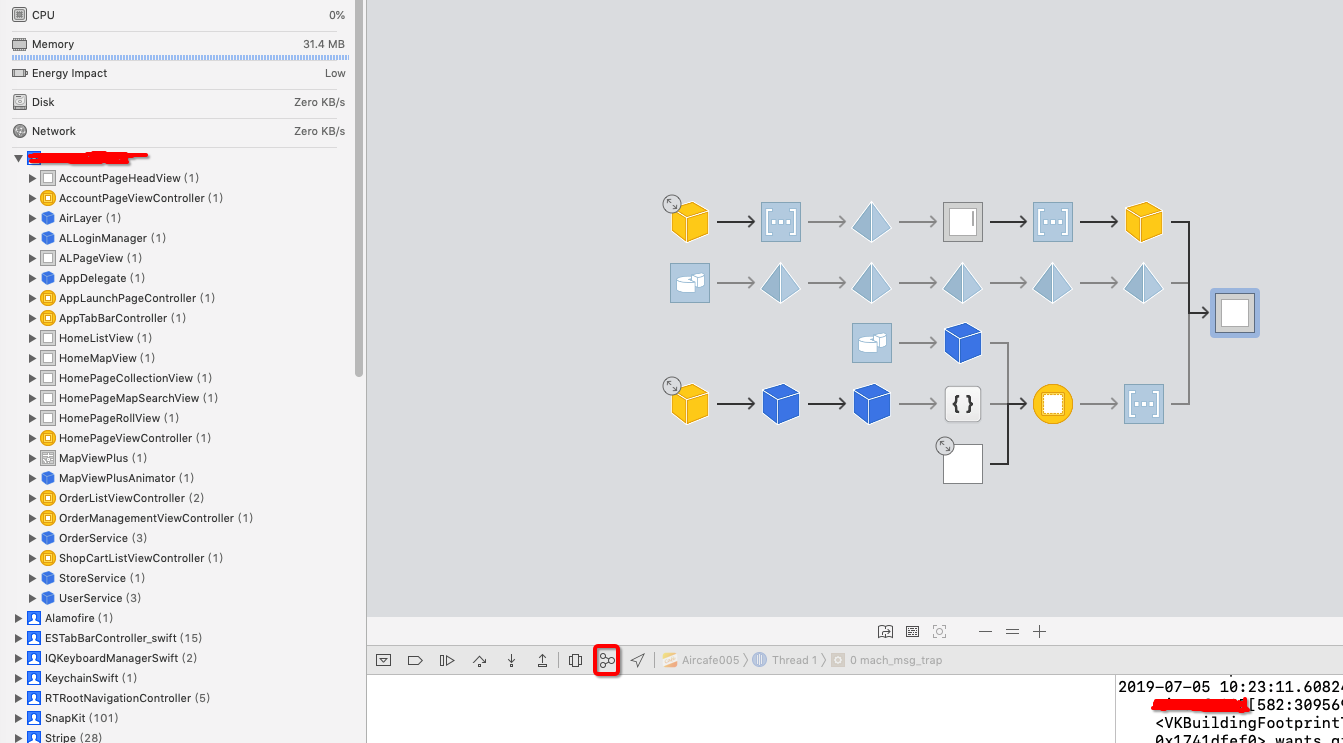 CPU 0%
Memory 31.4 MB
Energy Impact Low
Disk Zero KB/s
Network Zero KB/s
AccountPageHeadView (1)
AccountPageViewController (1)
AirLayer (1)
ALLoginManager (1)
ALPageView (1)
AppDelegate (1)
AppLaunchPageController (1)
AppTabBarController (1)
HomeListView (1)
HomeMapView (1)
HomePageCollectionView (1)
HomePageMapSearchView (1)
HomePageRollView (1)
HomePageViewController (1)
MapViewPlus (1)
MapViewPlusAnimator (1)
OrderListViewController (2)
OrderManagementViewController (1)
OrderService (3)
ShopCartListViewController (1)
StoreService (1)
UserService (3)
Alamofire (1)
ESTabBarController_swift (15)
IQKeyboardManagerSwift (2)
KeychainSwift (1)
RTRootNavigationController (5)
SnapKit (101)
Stripe (28)
Aircafe005 Thread 1 0 mach_msg_trap
2019-07-05 10:23:11.60824
[582:309569
<VKBuildingFootprint
0x1741dfef0> wants